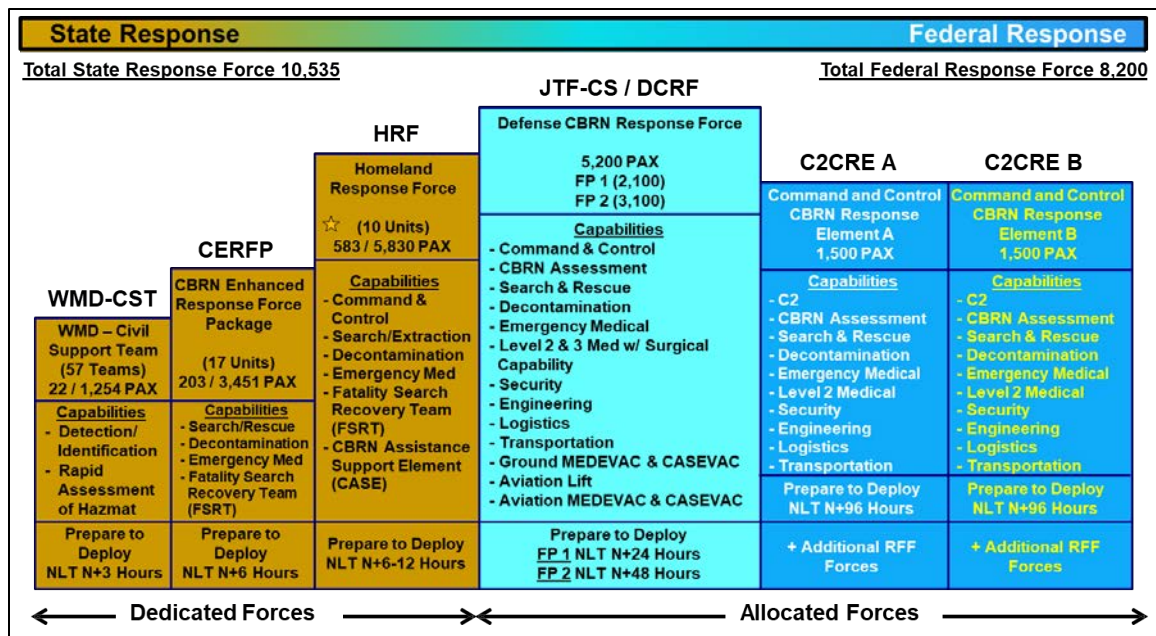 State Response
Federal Response
Total State Response Force 10,535
Total Federal Response Force 8,200
WMD-CST
WMD – Civil
Support Team
(57 Teams)
22 / 1,254 PAX
Capabilities
- Detection/
Identification
- Rapid
Assessment
of Hazmat
Prepare to
Deploy
NLT N+3 Hours
CERFP
CBRN Enhanced
Response Force
Package
(17 Units)
203 / 3,451 PAX
Capabilities
- Search/Rescue
- Decontamination
- Emergency Med
- Fatality Search
Recovery Team
(FSRT)
Prepare to
Deploy
NLT N+6 Hours
HRF
Homeland
Response Force
(10 Units)
583 / 5,830 PAX
Capabilities
- Command &
Control
- Search/Extraction
- Decontamination
- Emergency Med
- Fatality Search
Recovery Team
(FSRT)
- CBRN Assistance
Support Element
(CASE)
Prepare to Deploy
NLT N+6-12 Hours
JTF-CS / DCRF
Defense CBRN Response Force
5,200 PAX
FP 1 (2,100)
FP 2 (3,100)
Capabilities
- Command & Control
- CBRN Assessment
- Search & Rescue
- Decontamination
- Emergency Medical
- Level 2 & 3 Med w/ Surgical
Capability
- Security
- Engineering
- Logistics
- Transportation
- Ground MEDEVAC & CASEVAC
- Aviation Lift
- Aviation MEDEVAC & CASEVAC
Prepare to Deploy
FP 1 NLT N+24 Hours
FP 2 NLT N+48 Hours
C2CRE A
Command and Control
CBRN Response
Element A
1,500 PAX
Capabilities
- C2
- CBRN Assessment
- Search & Rescue
- Decontamination
- Emergency Medical
- Level 2 Medical
- Security
- Engineering
- Logistics
- Transportation
Prepare to Deploy
NLT N+96 Hours
+ Additional RFF
Forces
C2CRE B
Command and Control
CBRN Response
Element B
1,500 PAX
Capabilities
- C2
- CBRN Assessment
- Search & Rescue
- Decontamination
- Emergency Medical
- Level 2 Medical
- Security
- Engineering
- Logistics
- Transportation
Prepare to Deploy
NLT N+96 Hours
+ Additional RFF
Forces
Dedicated Forces
Allocated Forces